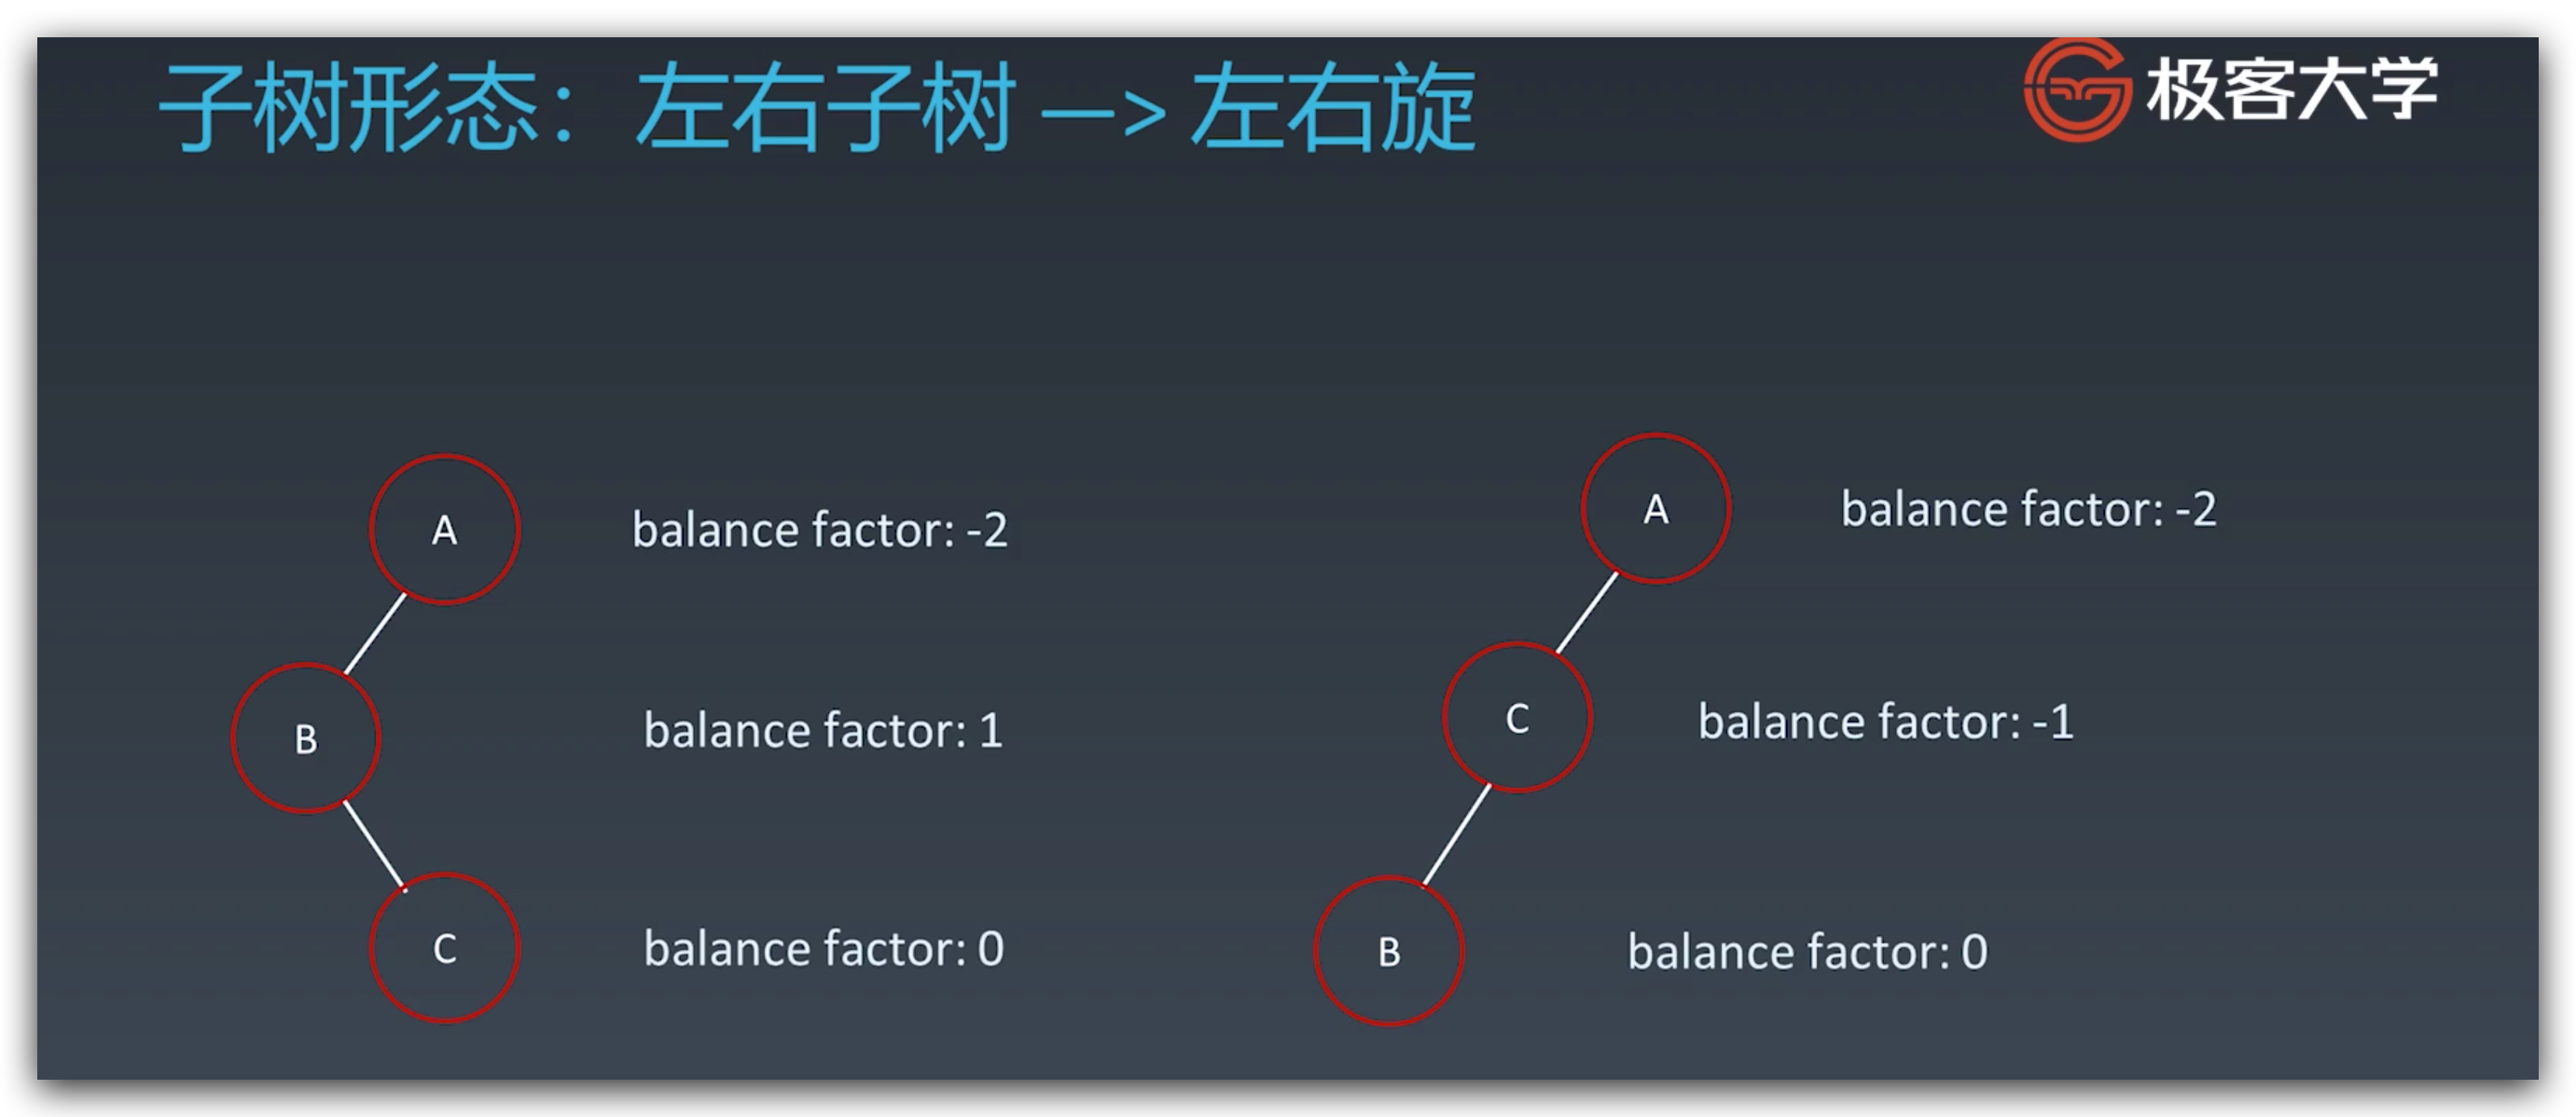 子树形态：左右子树 —> 左右旋
极客大学
A
balance factor: -2
B
balance factor: 1
C
balance factor: 0
A
balance factor: -2
C
balance factor: -1
B
balance factor: 0